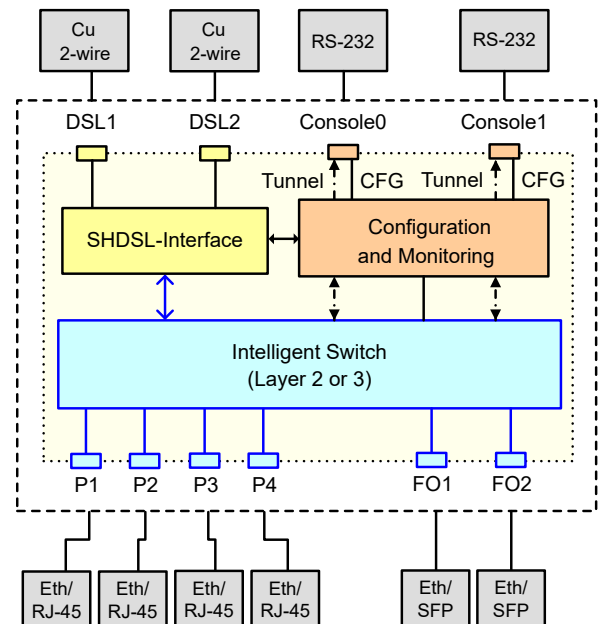 Cu
2-wire
Cu
2-wire
RS-232
RS-232
DSL1
DSL2
Console0
Console1
Tunnel
CFG
Tunnel
CFG
SHDSL-Interface
Configuration
and Monitoring
Intelligent Switch
(Layer 2 or 3)
P1
P2
P3
P4
FO1
FO2
Eth/
RJ-45
Eth/
RJ-45
Eth/
RJ-45
Eth/
RJ-45
Eth/
SFP
Eth/
SFP